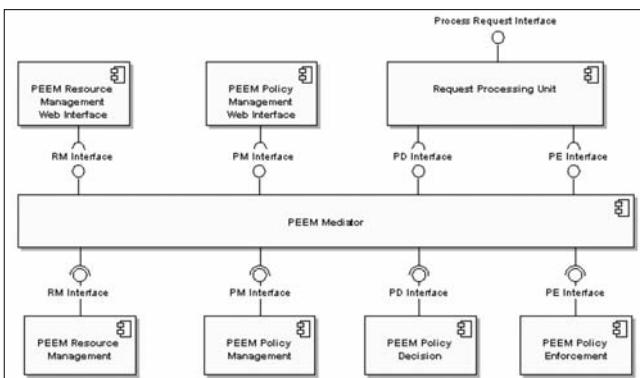 Process Request Interface
PEEM Resource
Management
Web Interface
PEEM Policy
Management
Web Interface
Request Processing Unit
RM Interface
PM Interface
PD Interface
PE Interface
PEEM Mediator
RM Interface
PM Interface
PD Interface
PE Interface
PEEM Resource
Management
PEEM Policy
Management
PEEM Policy
Decision
PEEM Policy
Enforcement